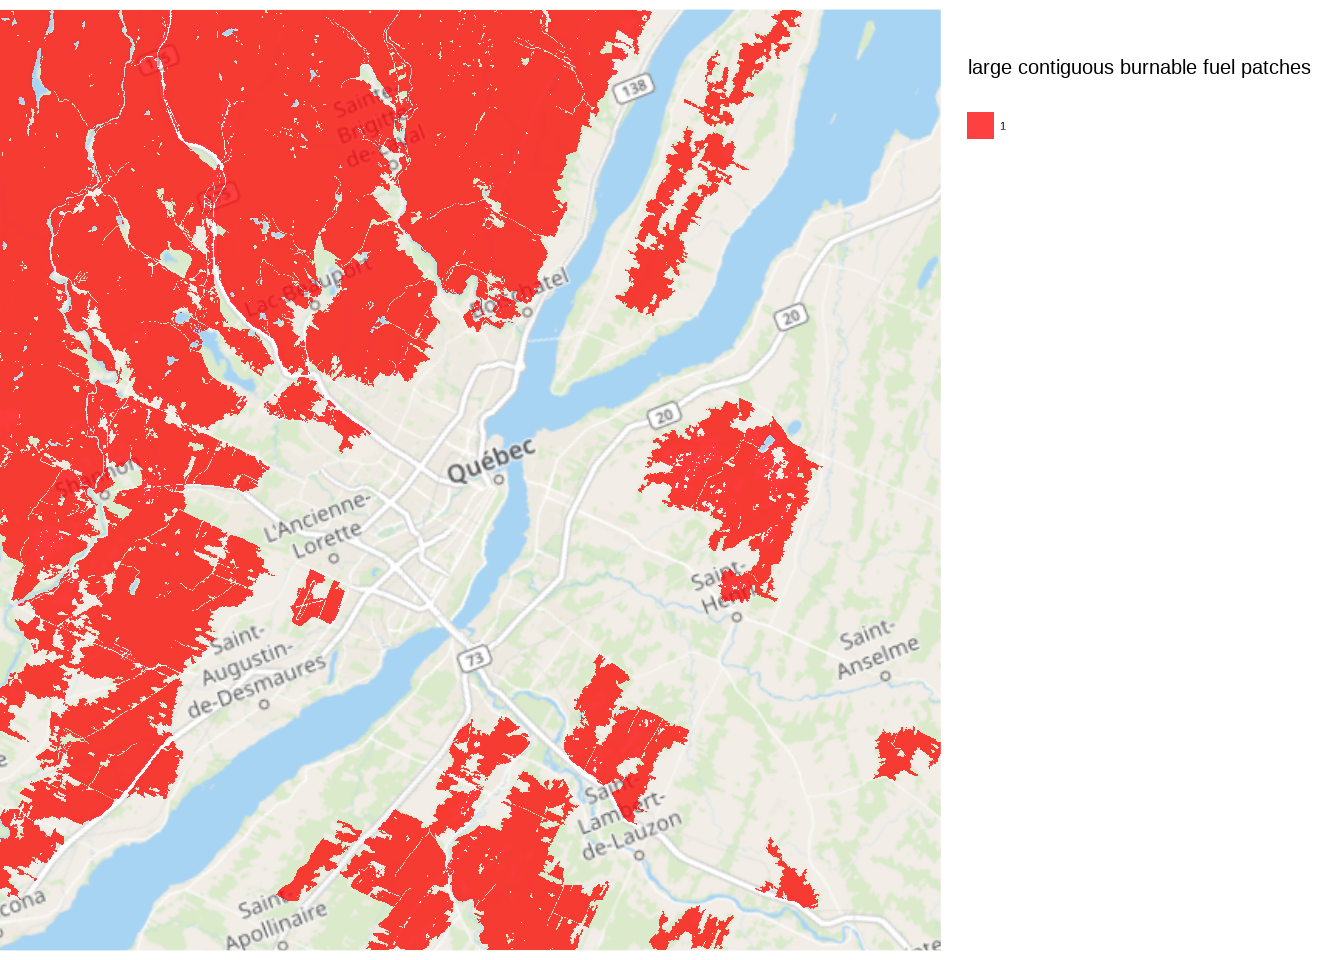 large contiguous burnable fuel patches
1
138
Sainte-
Brigitte-
de-Laval
Lac-Beauport
Boischatel
20
20
Québec
Shannon
L'Ancienne-
Lorette
Saint-
Henri
Saint-
Augustin-
de-Desmaures
73
Saint-
Anselme
Saint-
Lambert-
de-Lauzon
Saint-
Apollinaire
cona